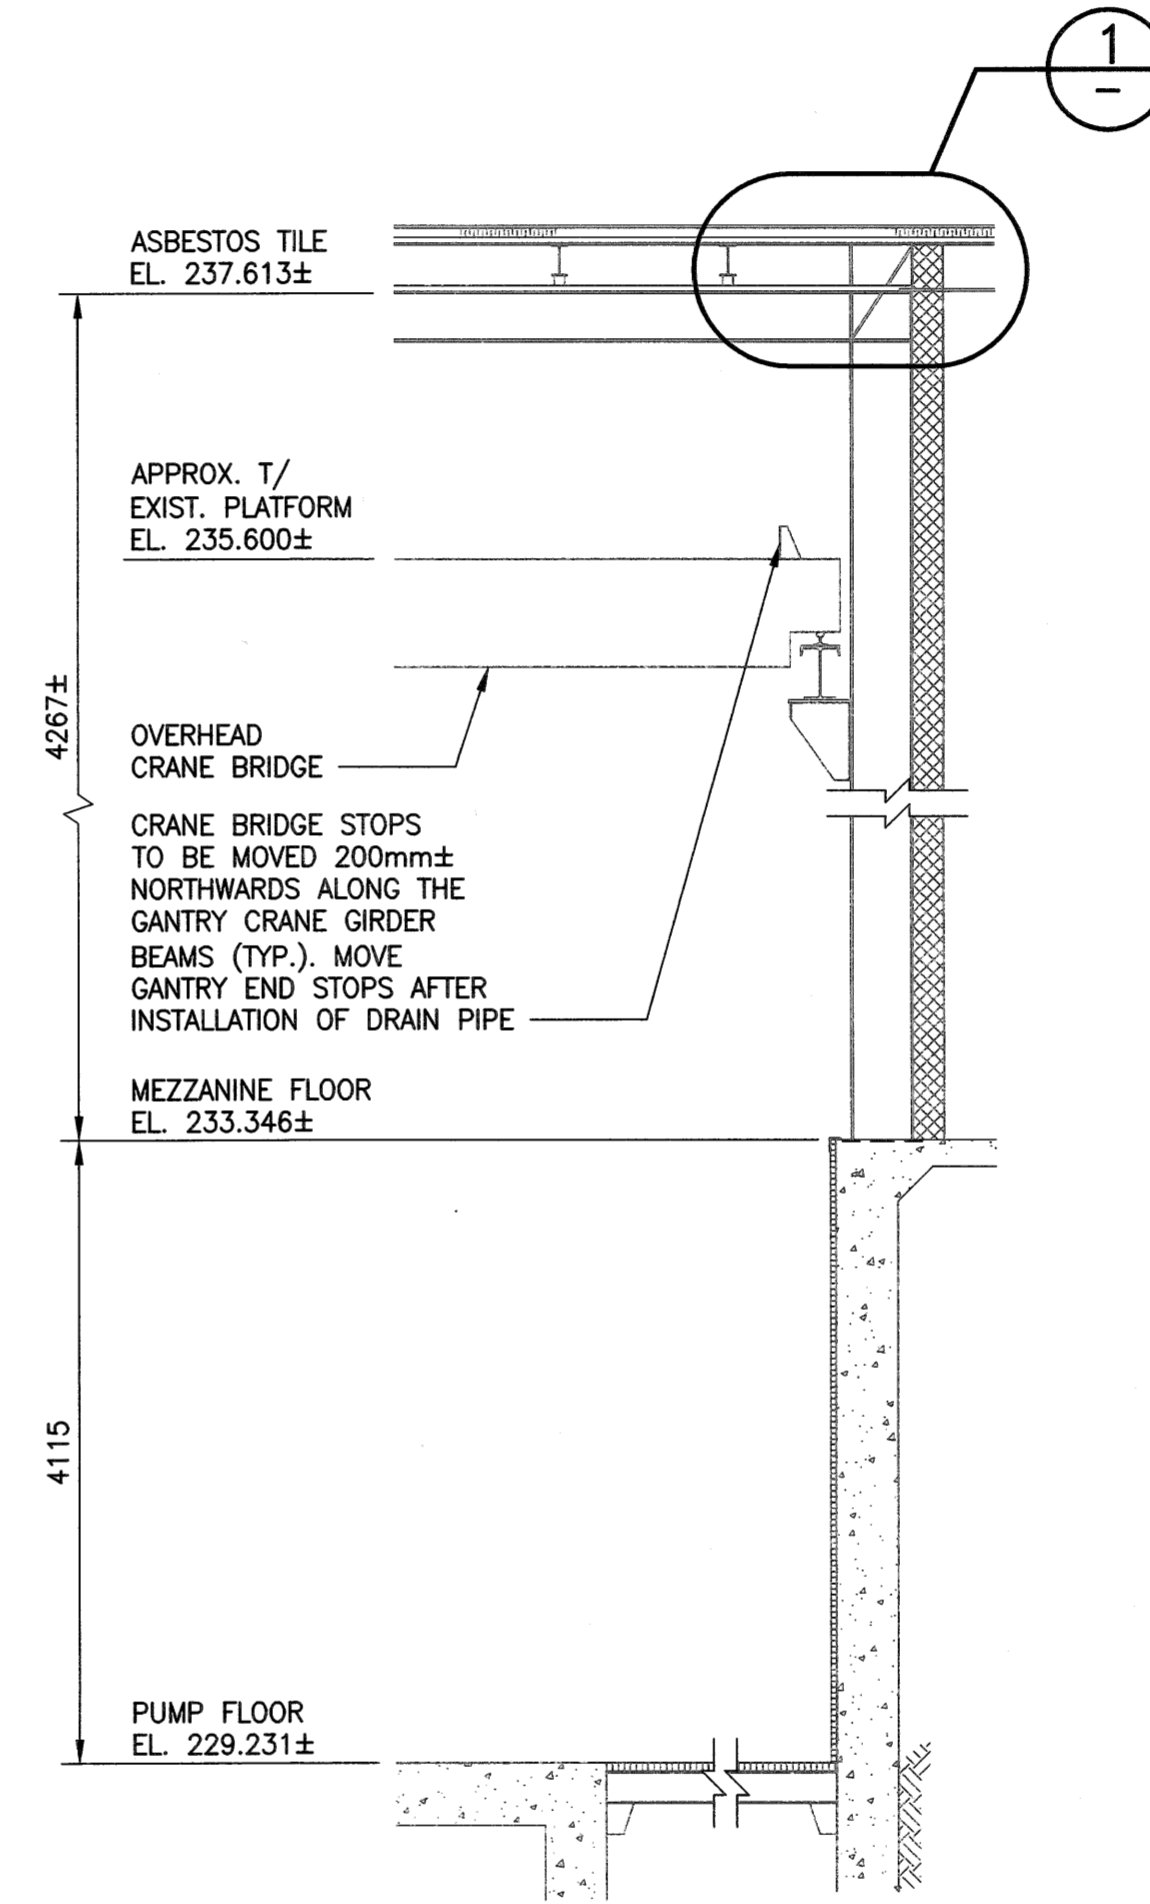 1
–
ASBESTOS TILE
EL. 237.613±
APPROX. T/
EXIST. PLATFORM
EL. 235.600±
4267±
OVERHEAD
CRANE BRIDGE
CRANE BRIDGE STOPS
TO BE MOVED 200mm±
NORTHWARDS ALONG THE
GANTRY CRANE GIRDER
BEAMS (TYP.). MOVE
GANTRY END STOPS AFTER
INSTALLATION OF DRAIN PIPE
MEZZANINE FLOOR
EL. 233.346±
4115
PUMP FLOOR
EL. 229.231±